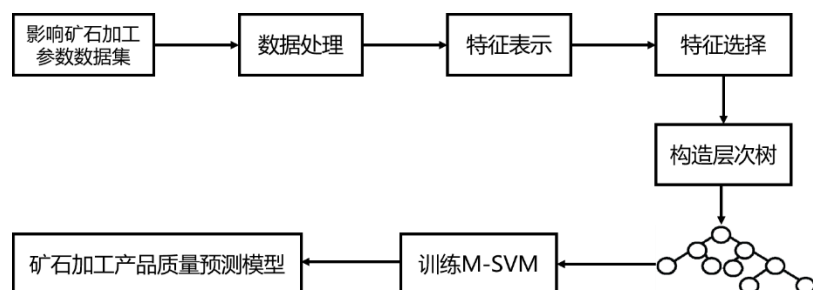 影响矿石加工
参数数据集
数据处理
特征表示
特征选择
构造层次树
训练M-SVM
矿石加工产品质量预测模型